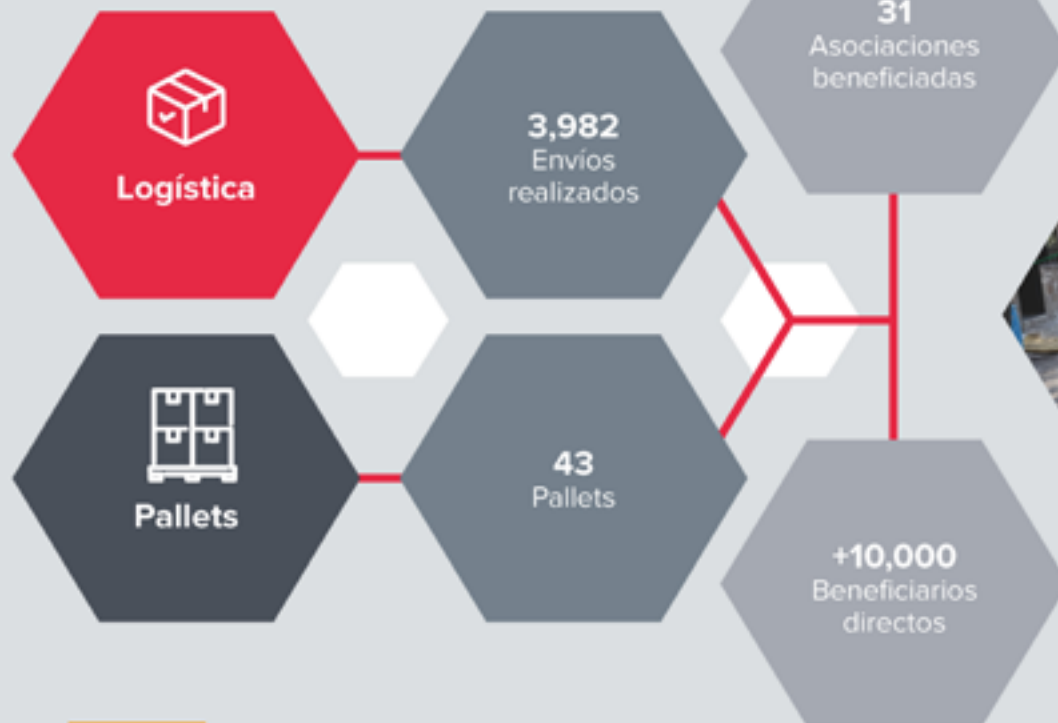 Logística
3,982
Envíos
realizados
31
Asociaciones
beneficiadas
Pallets
43
Pallets
+10,000
Beneficiarios
directos